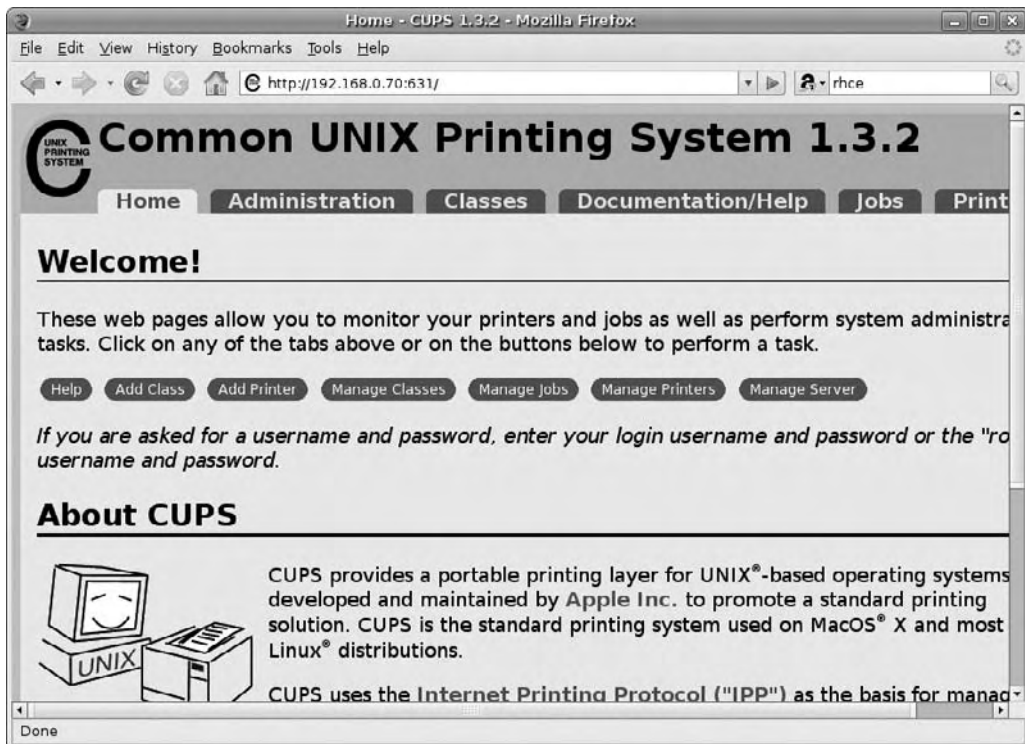 Home - CUPS 1.3.2 - Mozilla Firefox
File Edit View History Bookmarks Tools Help
http://192.168.0.70:631/ rhce
UNIX
PRINTING
SYSTEM
Common UNIX Printing System 1.3.2
Home Administration Classes Documentation/Help Jobs Print
Welcome!
These web pages allow you to monitor your printers and jobs as well as perform system administra
tasks. Click on any of the tabs above or on the buttons below to perform a task.
Help Add Class Add Printer Manage Classes Manage Jobs Manage Printers Manage Server
If you are asked for a username and password, enter your login username and password or the "ro
username and password.
About CUPS
CUPS provides a portable printing layer for UNIX®-based operating systems
developed and maintained by Apple Inc. to promote a standard printing
solution. CUPS is the standard printing system used on MacOS® X and most
Linux® distributions.
UNIX
CUPS uses the Internet Printing Protocol ("IPP") as the basis for manag
Done